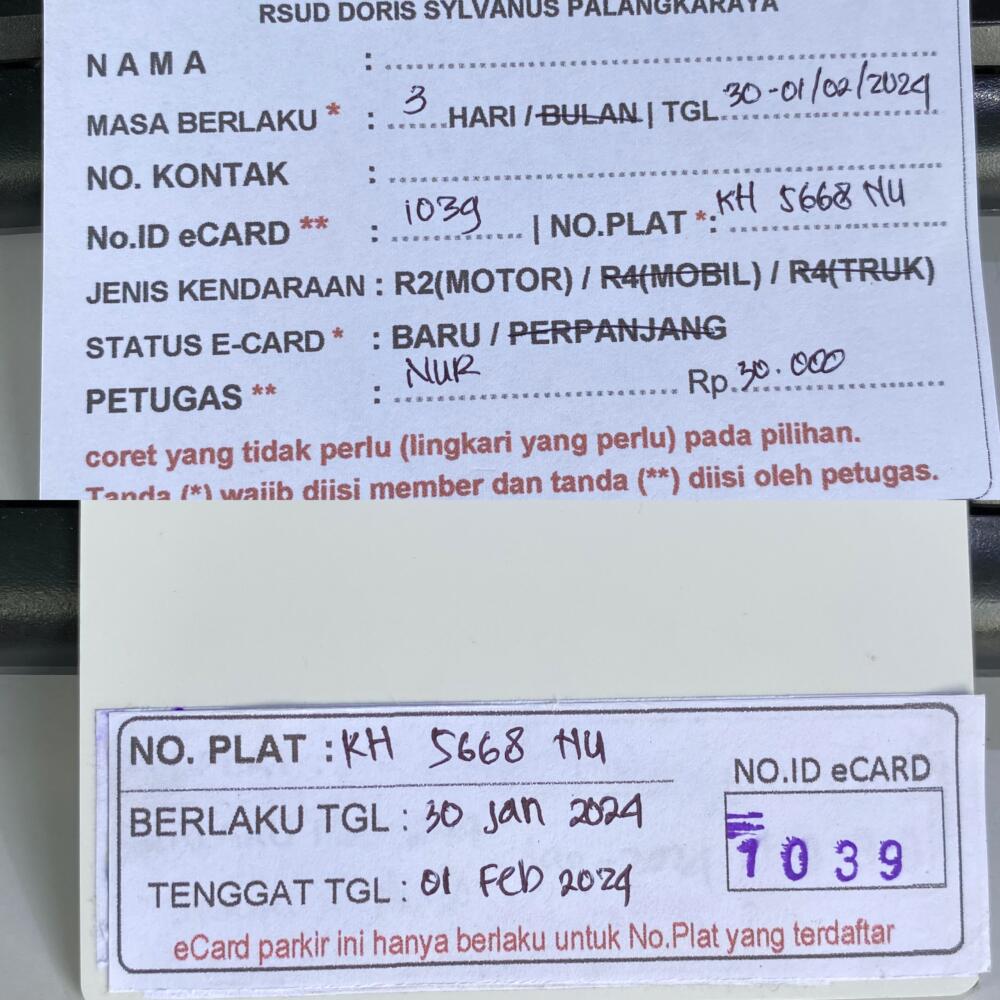 RSUD DORIS SYLVANUS PALANGKARAYA
NAMA :
MASA BERLAKU * : 3 HARI / BULAN | TGL 30-01/02/2024
NO. KONTAK :
No.ID eCARD ** : 1039 | NO.PLAT *: KH 5668 NU
JENIS KENDARAAN : R2(MOTOR) / R4(MOBIL) / R4(TRUK)
STATUS E-CARD * : BARU / PERPANJANG
PETUGAS ** : NUR Rp. 30.000
coret yang tidak perlu (lingkari yang perlu) pada pilihan.
Tanda (*) wajib diisi member dan tanda (**) diisi oleh petugas.
NO. PLAT : KH 5668 NU
NO.ID eCARD
BERLAKU TGL : 30 Jan 2024
1039
TENGGAT TGL : 01 Feb 2024
eCard parkir ini hanya berlaku untuk No.Plat yang terdaftar